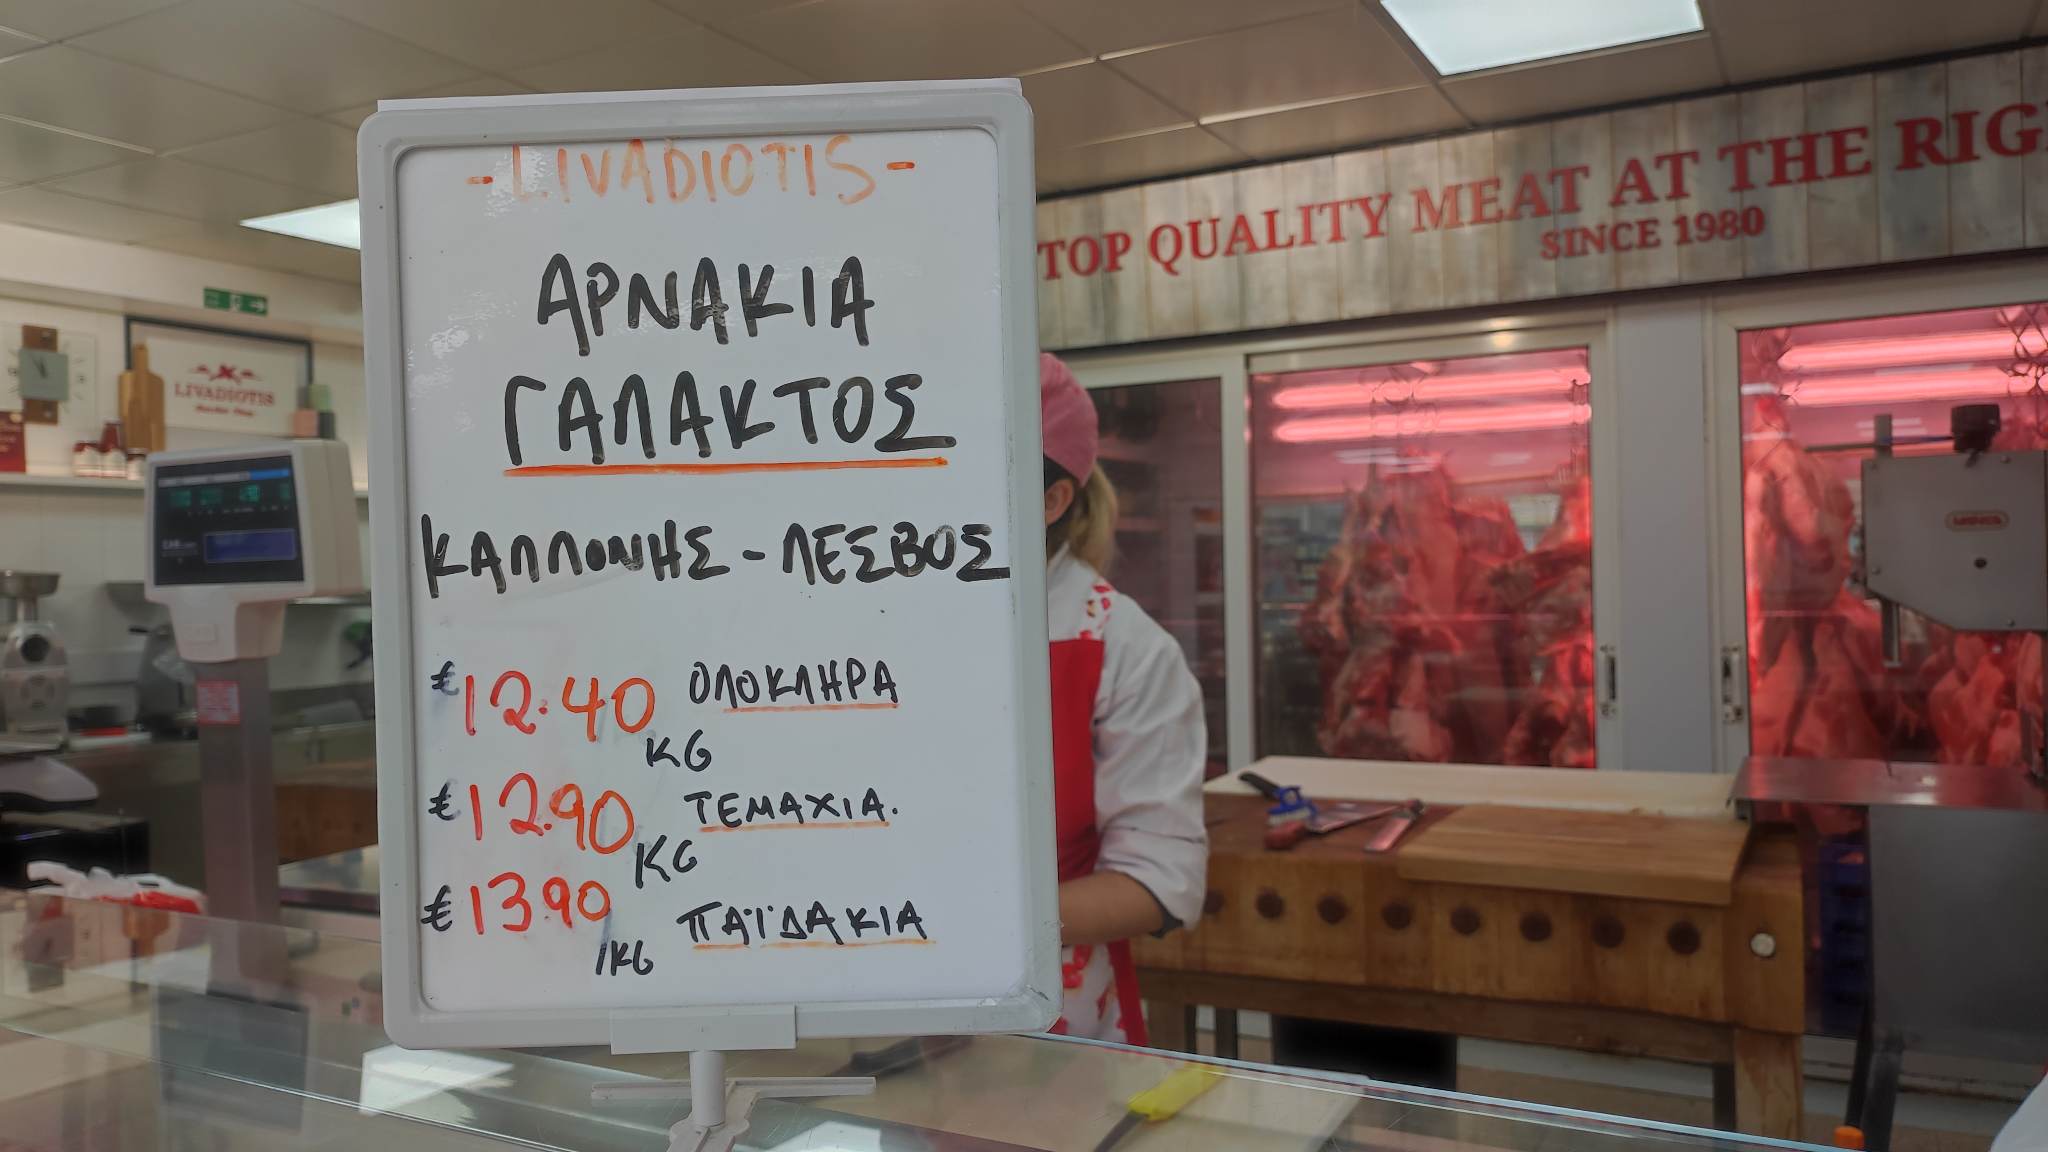 - LIVADIOTIS -
ΑΡΝΑΚΙΑ
ΓΑΛΑΚΤΟΣ
ΚΑΛΛΟΝΗΣ - ΛΕΣΒΟΣ
€12.40 KG ΟΛΟΚΛΗΡΑ
€12.90 KG ΤΕΜΑΧΙΑ.
€13.90 /KG ΠΑΪΔΑΚΙΑ
TOP QUALITY MEAT AT THE RIG
SINCE 1980
LIVADIOTIS